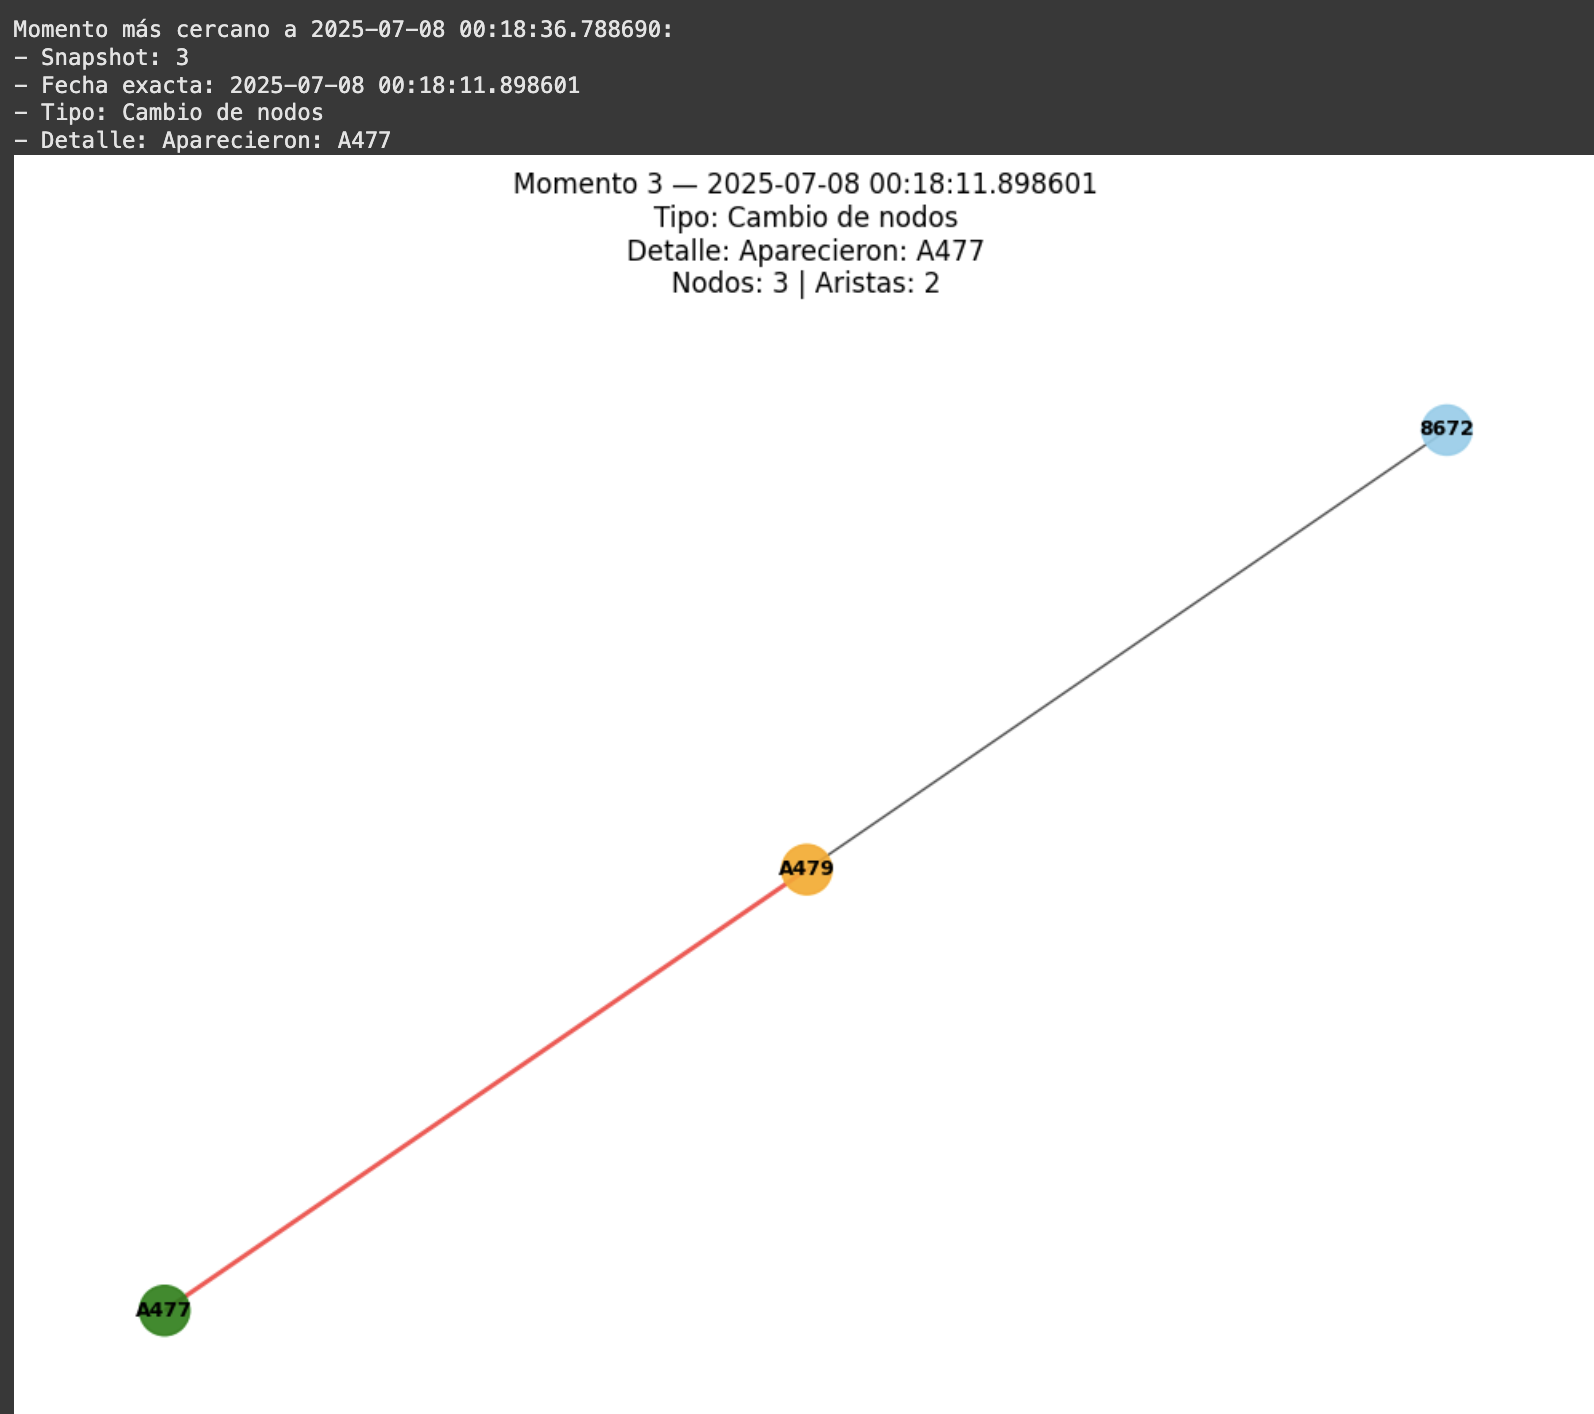 Momento más cercano a 2025-07-08 00:18:36.788690:
- Snapshot: 3
- Fecha exacta: 2025-07-08 00:18:11.898601
- Tipo: Cambio de nodos
- Detalle: Aparecieron: A477
Momento 3 — 2025-07-08 00:18:11.898601
Tipo: Cambio de nodos
Detalle: Aparecieron: A477
Nodos: 3 | Aristas: 2
8672
A479
A477